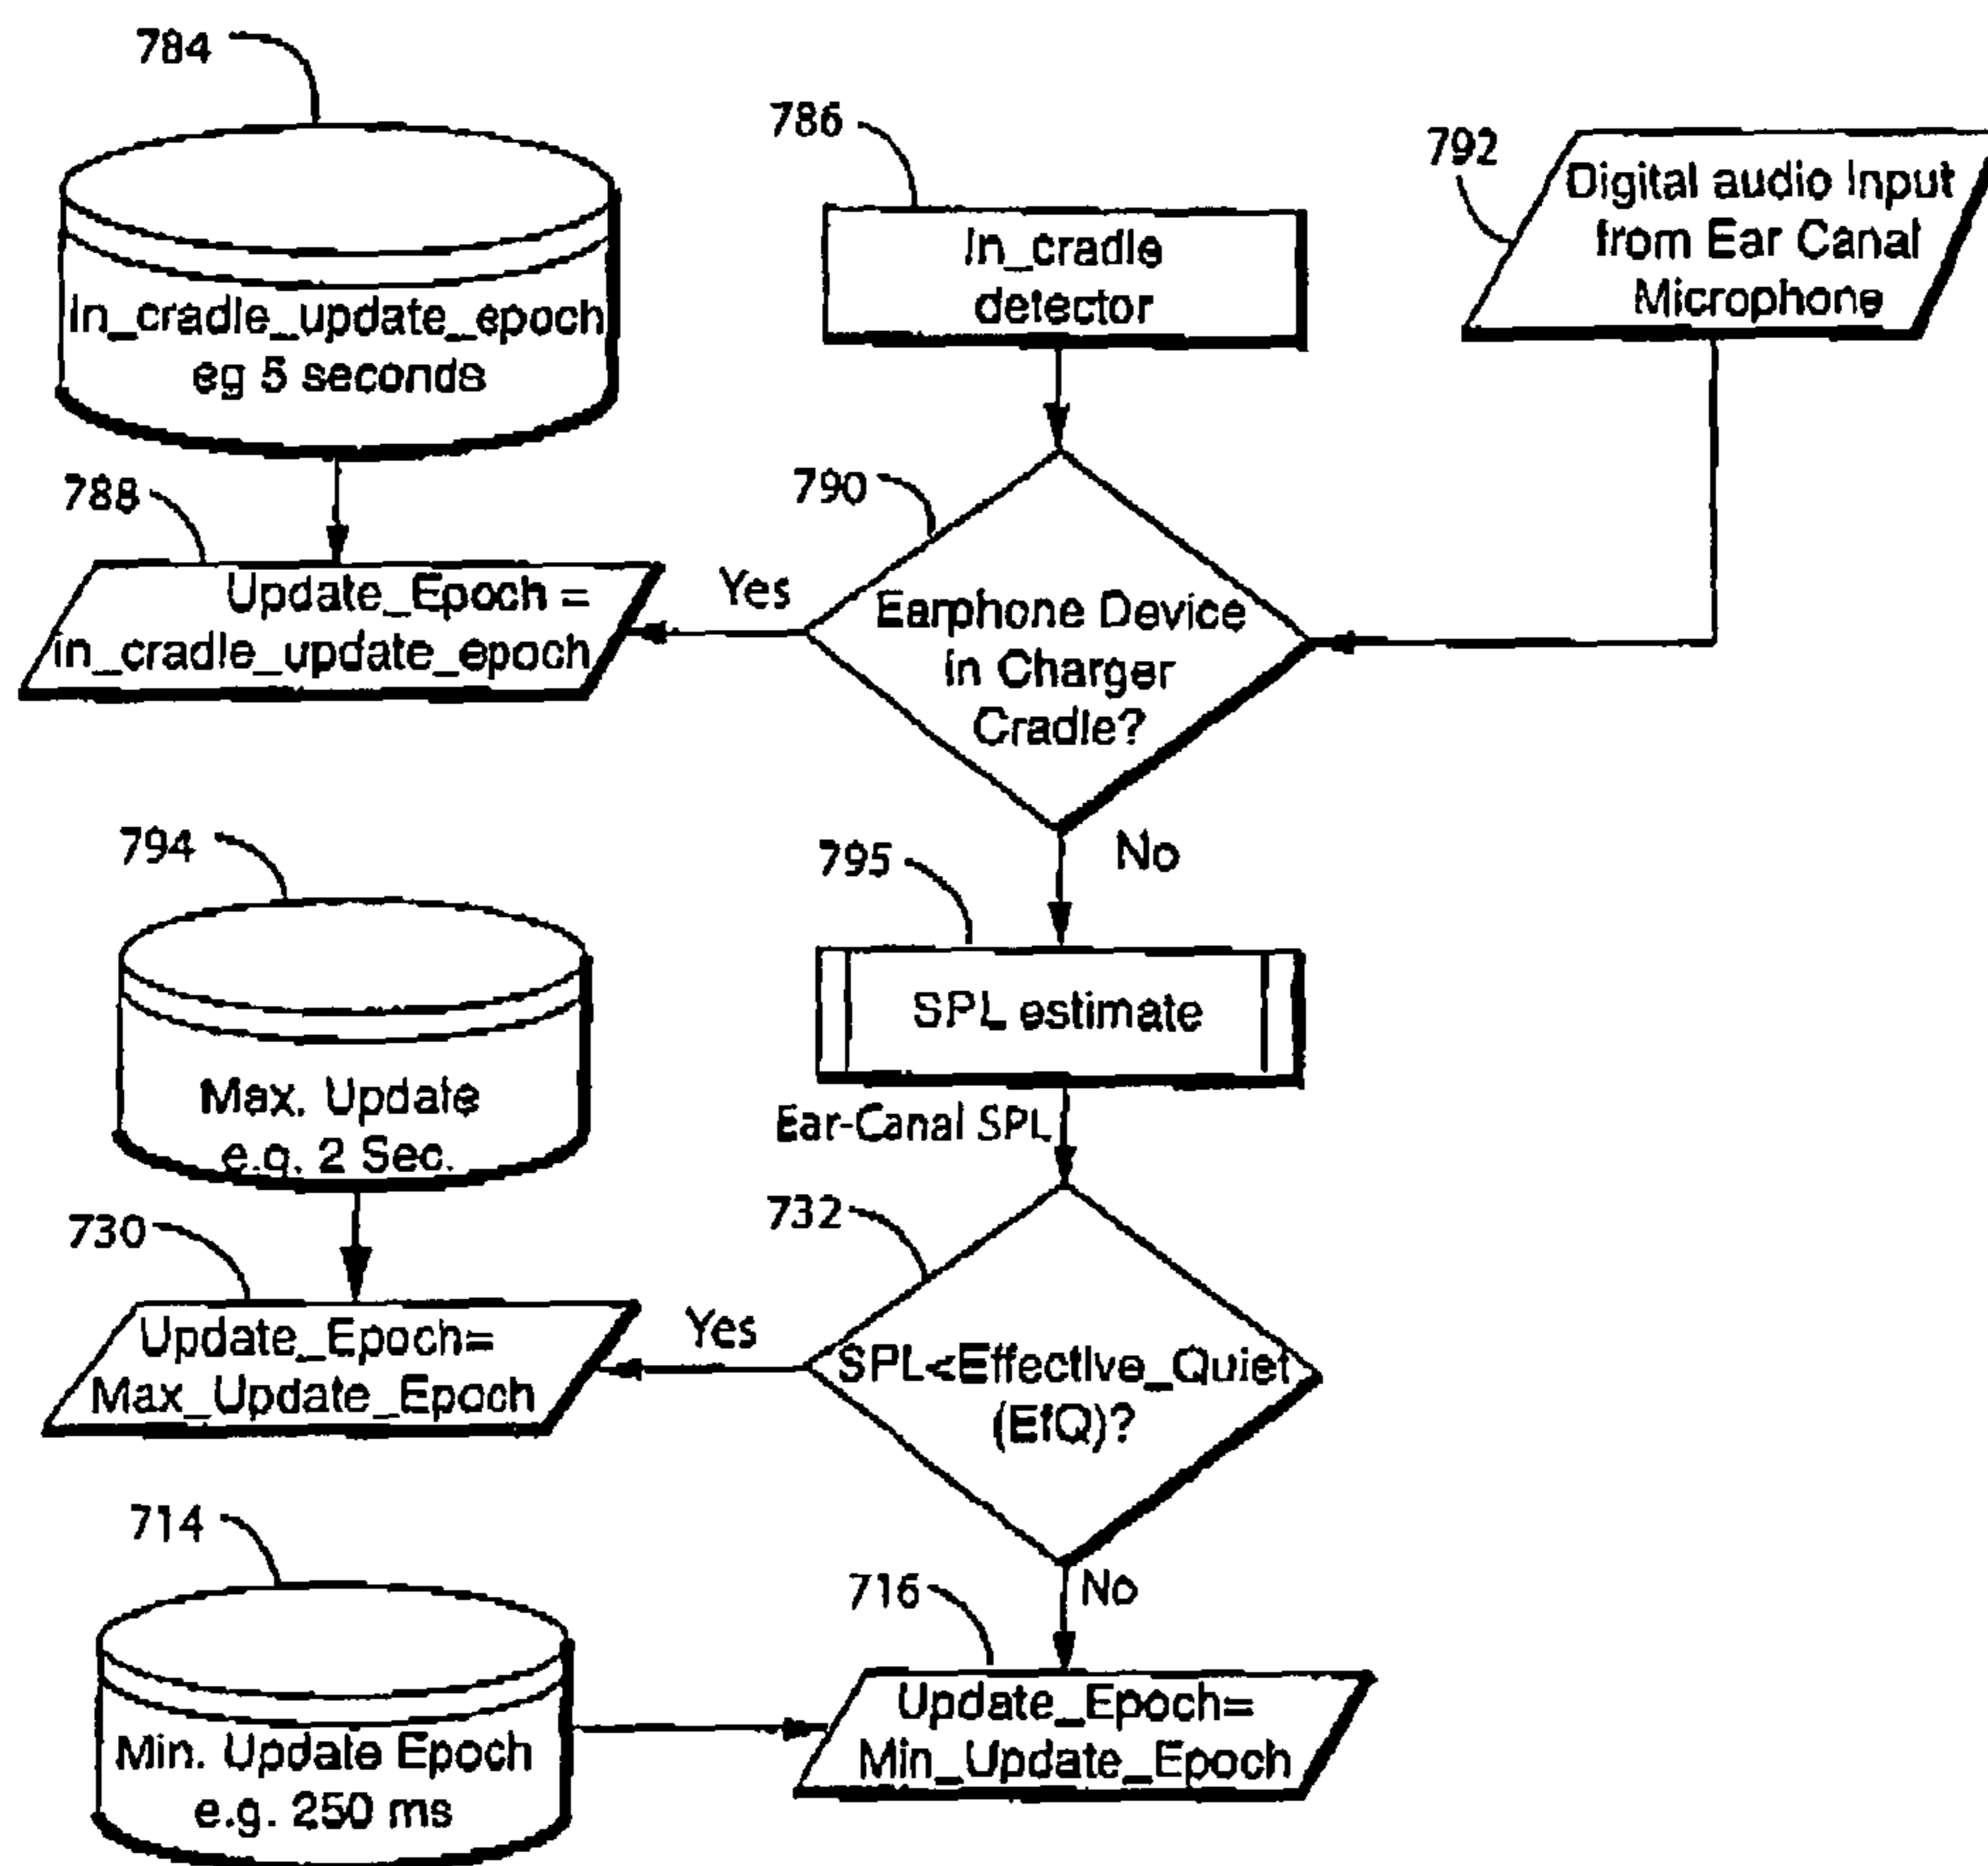 784
In_cradle_update_epoch
eg 5 seconds
786
In_cradle
detector
792
Digital audio Input
from Ear Canal
Microphone
788
Update_Epoch =
in_cradle_update_epoch
Yes
790
Earphone Device
in Charger
Cradle?
No
794
Max. Update
e.g. 2 Sec.
795
SPL estimate
Ear-Canal SPL
730
Update_Epoch=
Max_Update_Epoch
Yes
732
SPL<Effective_Quiet
(EfQ)?
No
714
Min. Update Epoch
e.g. 250 ms
716
Update_Epoch=
Min_Update_Epoch